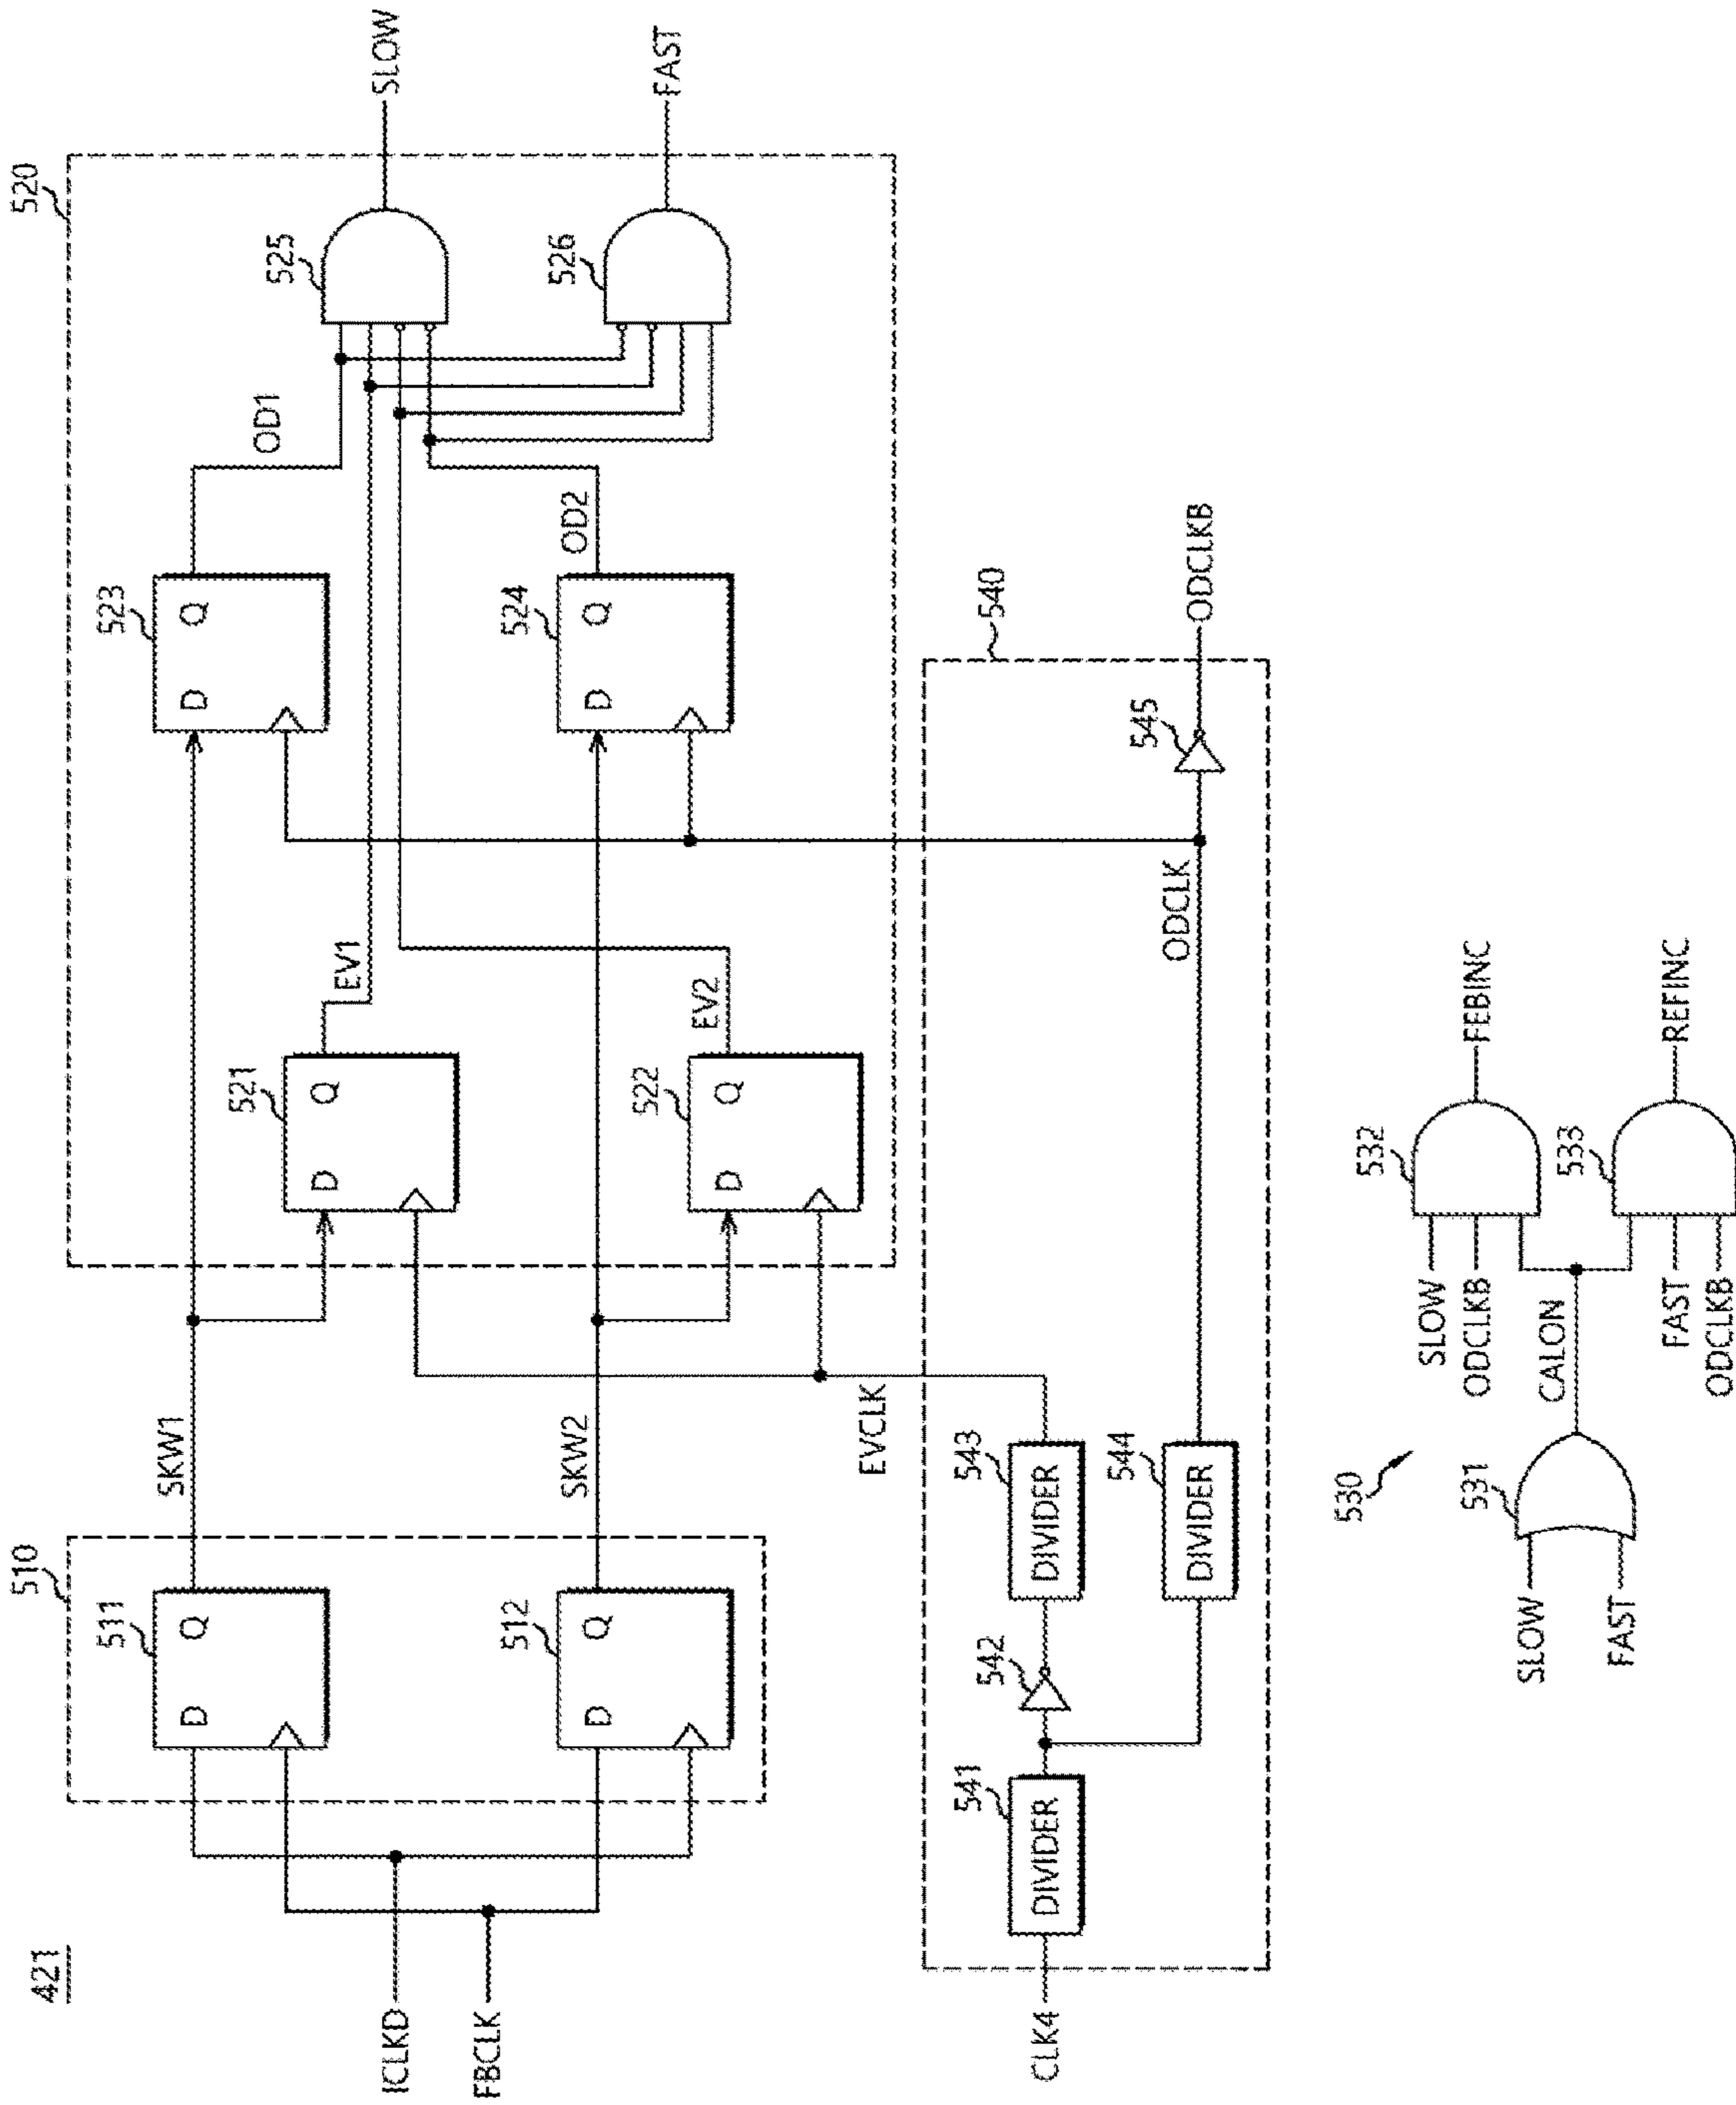 421
510
511
D Q
512
D Q
ICLKD
FBCLK
SKW1
SKW2
520
521
D Q
EV1
522
D Q
EV2
523
D Q
OD1
524
D Q
OD2
525
SLOW
526
FAST
EVCLK
540
CLK4
541
DIVIDER
542
543
DIVIDER
544
DIVIDER
ODCLK
545
ODCLKB
530
SLOW
FAST
531
CALON
SLOW
ODCLKB
532
FEBINC
FAST
ODCLKB
533
REFINC